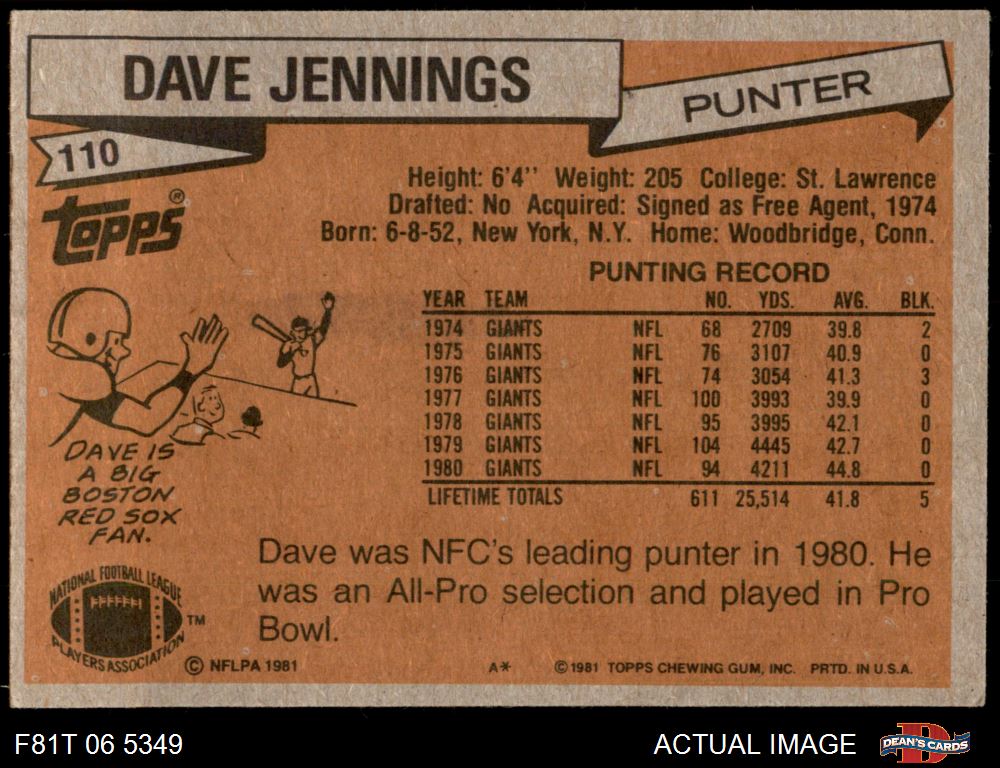 DAVE JENNINGS
PUNTER
110
topps®
Height: 6'4'' Weight: 205 College: St. Lawrence
Drafted: No Acquired: Signed as Free Agent, 1974
Born: 6-8-52, New York, N.Y. Home: Woodbridge, Conn.
PUNTING RECORD
YEAR TEAM NO. YDS. AVG. BLK.
1974 GIANTS NFL 68 2709 39.8 2
1975 GIANTS NFL 76 3107 40.9 0
1976 GIANTS NFL 74 3054 41.3 3
1977 GIANTS NFL 100 3993 39.9 0
1978 GIANTS NFL 95 3995 42.1 0
1979 GIANTS NFL 104 4445 42.7 0
1980 GIANTS NFL 94 4211 44.8 0
LIFETIME TOTALS 611 25,514 41.8 5
DAVE IS
A BIG
BOSTON
RED SOX
FAN.
Dave was NFC's leading punter in 1980. He
was an All-Pro selection and played in Pro
Bowl.
NATIONAL FOOTBALL LEAGUE
PLAYERS ASSOCIATION
TM
© NFLPA 1981
A*
© 1981 TOPPS CHEWING GUM, INC. PRTD. IN U.S.A.
F81T 06 5349
ACTUAL IMAGE
D
DEAN'S CARDS